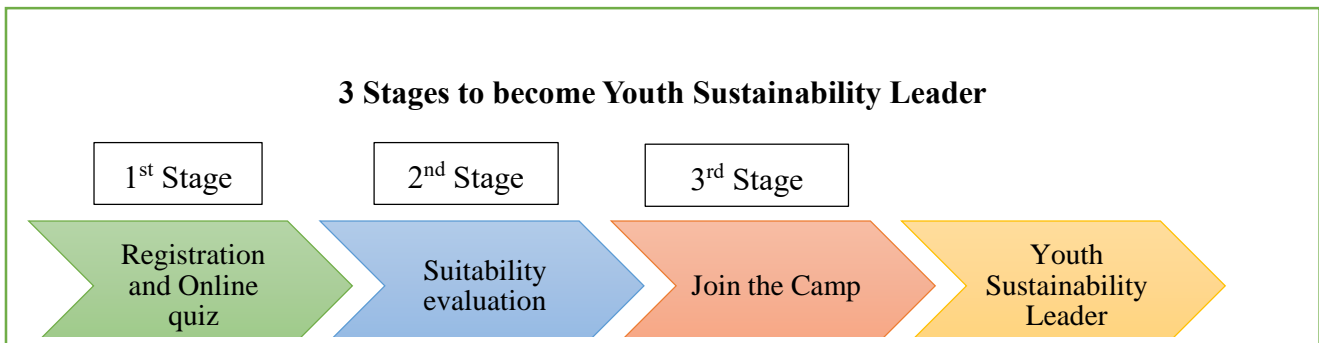 3 Stages to become Youth Sustainability Leader
1st Stage
2nd Stage
3rd Stage
Registration
and Online
quiz
Suitability
evaluation
Join the Camp
Youth
Sustainability
Leader